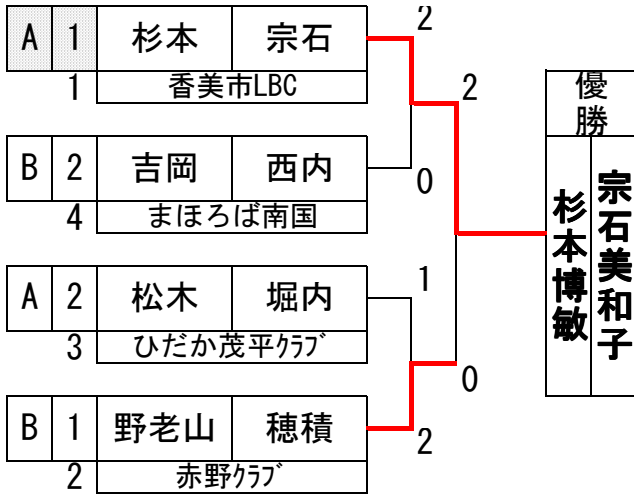 A 1 杉本 宗石
1 香美市LBC
2
2
0
B 2 吉岡 西内
4 まほろば南国
A 2 松木 堀内
3 ひだか茂平ｸﾗﾌﾞ
1
0
2
B 1 野老山 穂積
2 赤野ｸﾗﾌﾞ
優勝
宗石美和子
杉本博敏